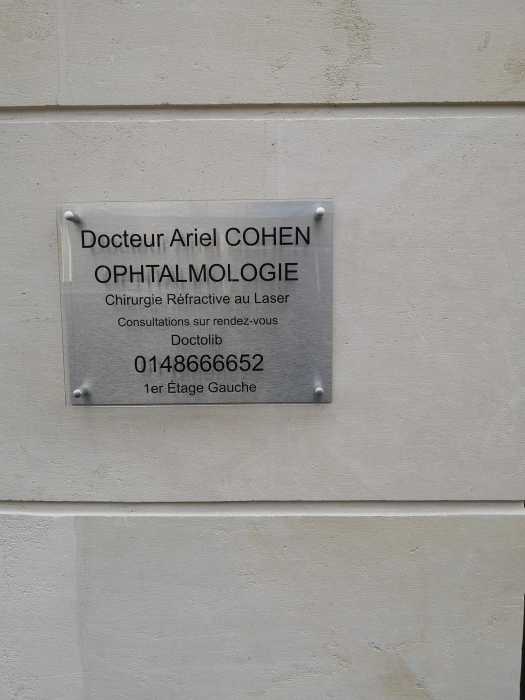 Docteur Ariel COHEN
OPHTALMOLOGIE
Chirurgie Réfractive au Laser
Consultations sur rendez-vous
Doctolib
0148666652
1er Étage Gauche